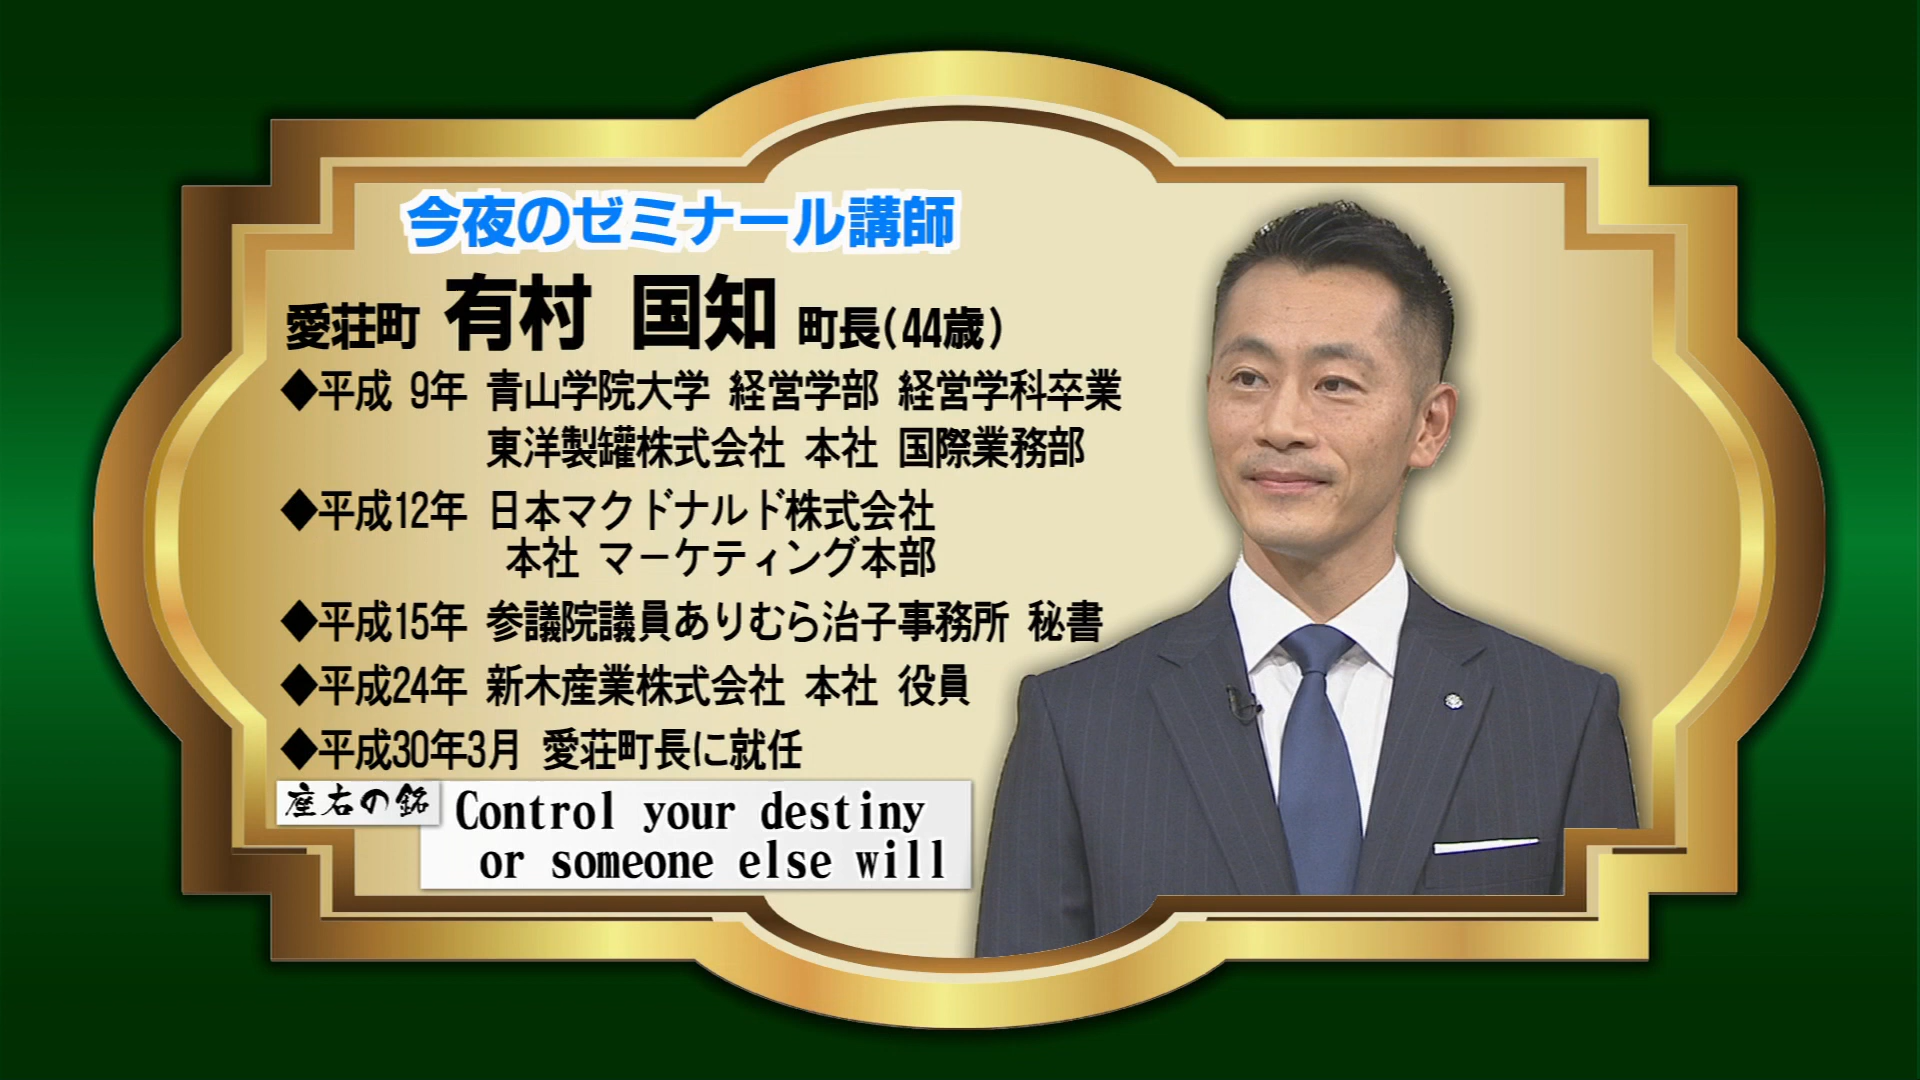 今夜のゼミナール講師
愛荘町 有村 国知 町長(44歳)
◆平成 9年 青山学院大学 経営学部 経営学科卒業
東洋製罐株式会社 本社 国際業務部
◆平成12年 日本マクドナルド株式会社
本社 マーケティング本部
◆平成15年 参議院議員ありむら治子事務所 秘書
◆平成24年 新木産業株式会社 本社 役員
◆平成30年3月 愛荘町長に就任
座右の銘
Control your destiny
or someone else will